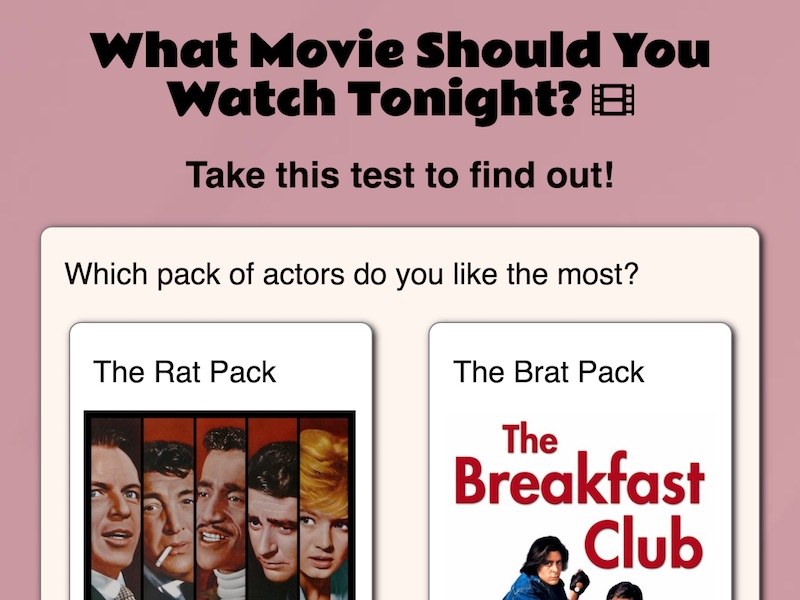 What Movie Should You
Watch Tonight? 🎞
Take this test to find out!
Which pack of actors do you like the most?
The Rat Pack
The Brat Pack
The
Breakfast
Club